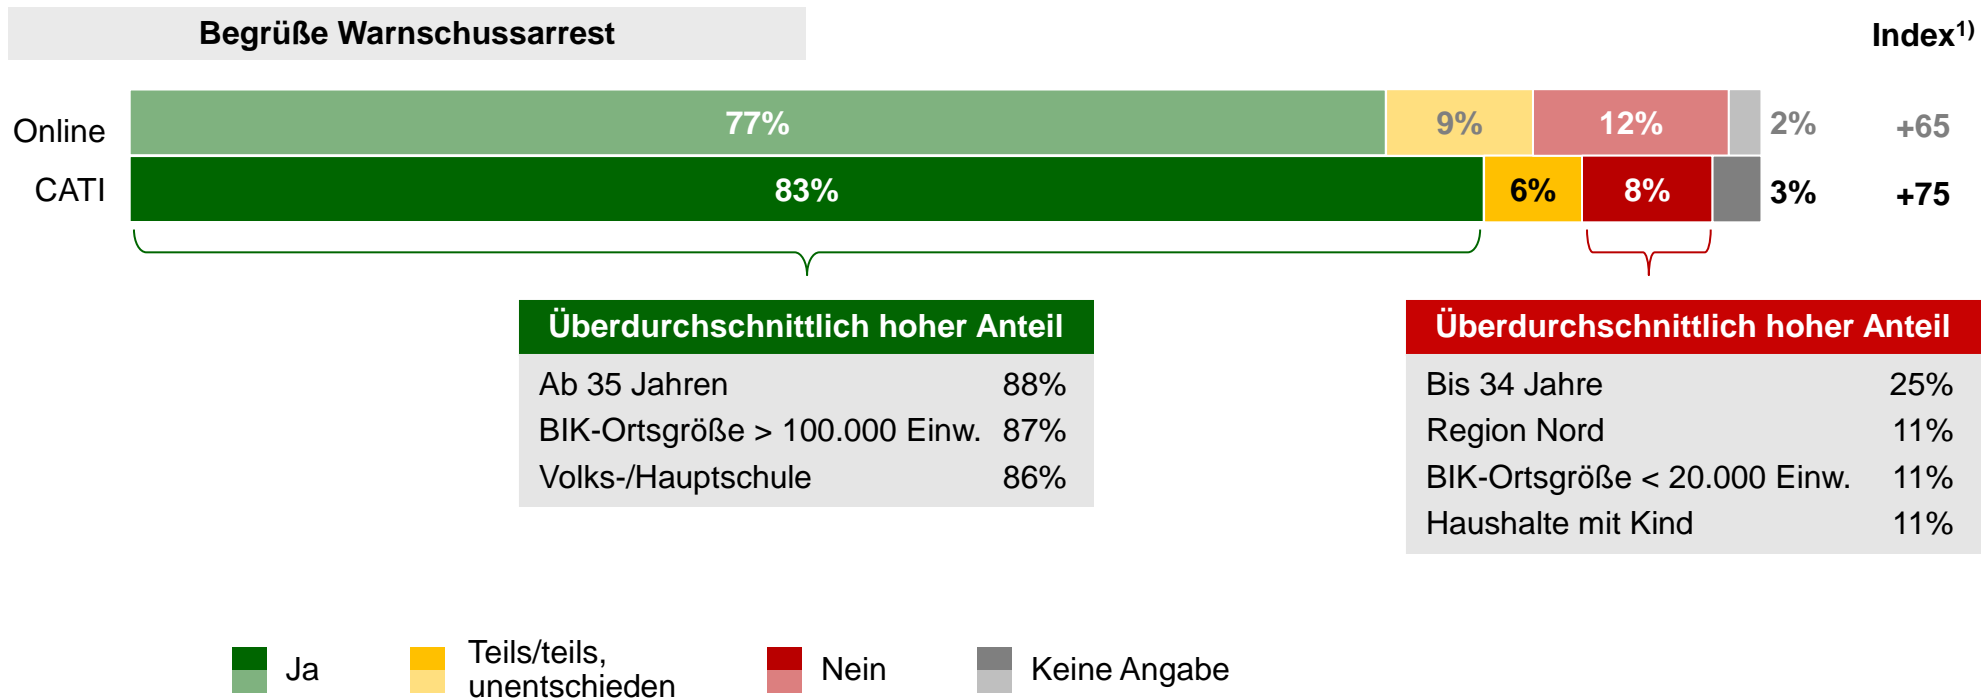 Begrüße Warnschussarrest
Index1)
Online 77% 9% 12% 2% +65
CATI 83% 6% 8% 3% +75
Überdurchschnittlich hoher Anteil
Ab 35 Jahren 88%
BIK-Ortsgröße > 100.000 Einw. 87%
Volks-/Hauptschule 86%
Überdurchschnittlich hoher Anteil
Bis 34 Jahre 25%
Region Nord 11%
BIK-Ortsgröße < 20.000 Einw. 11%
Haushalte mit Kind 11%
Ja
Teils/teils,
unentschieden
Nein
Keine Angabe